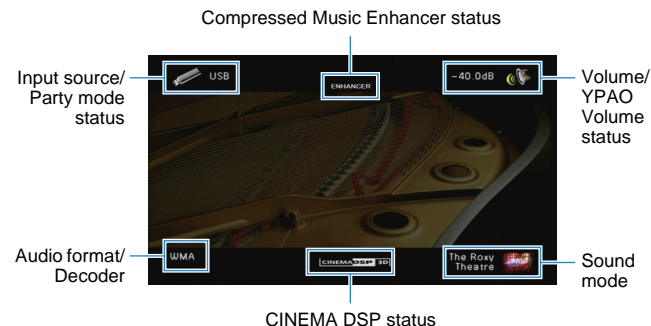 Compressed Music Enhancer status
Input source/
Party mode
status
USB
ENHANCER
-40.0dB
Volume/
YPAO
Volume
status
Audio format/
Decoder
WMA
CINEMA DSP 3D
The Roxy
Theatre
Sound
mode
CINEMA DSP status